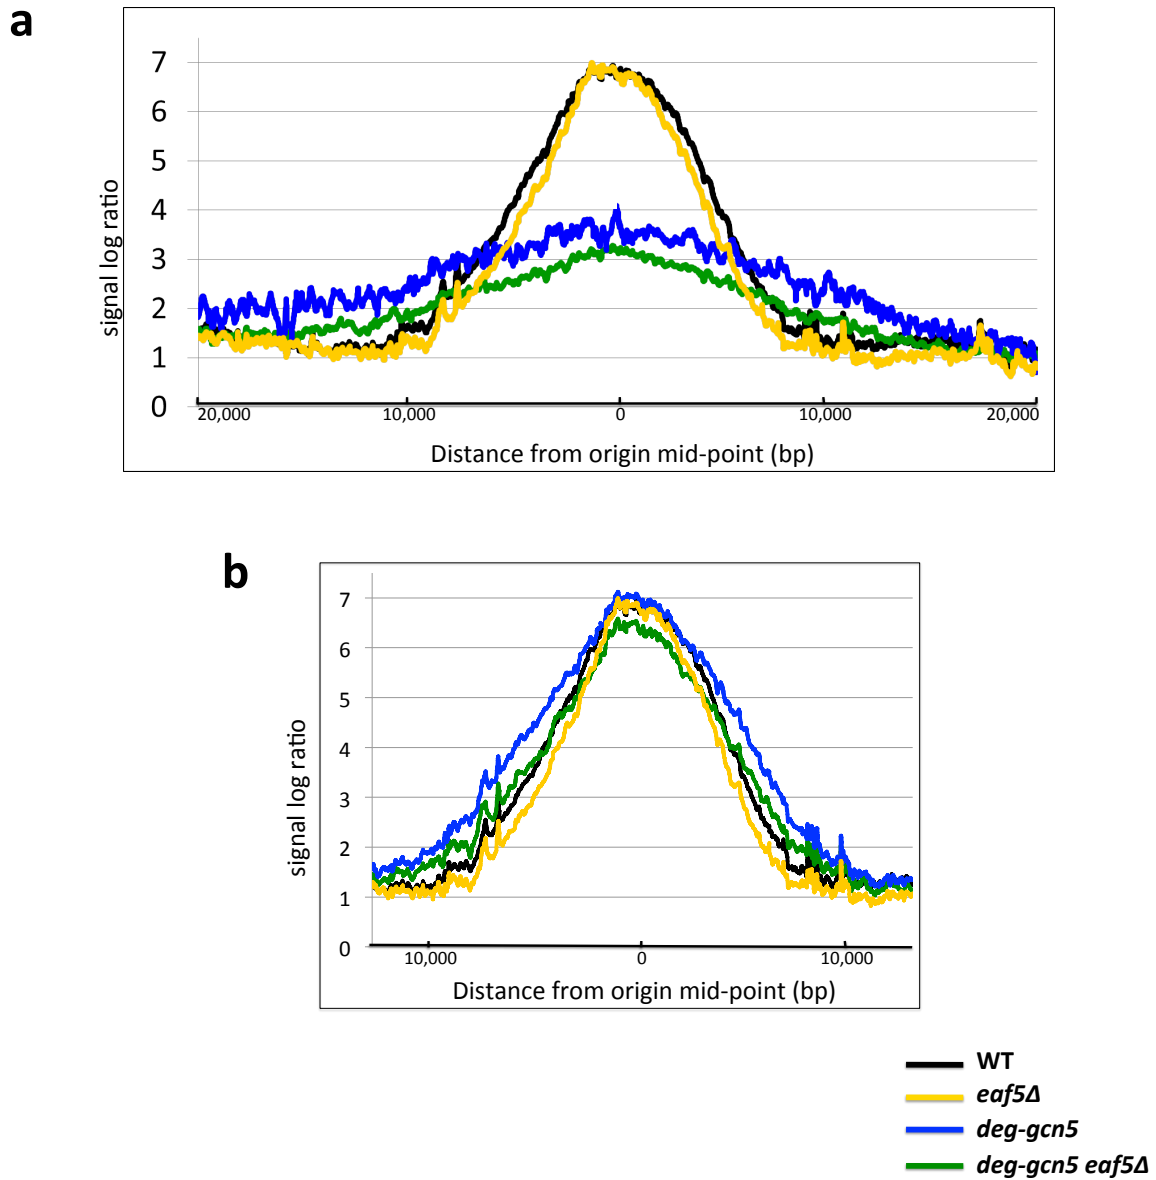 a
7
6
5
4
3
2
1
0
signal log ratio
20,000 10,000 0 10,000 20,000
Distance from origin mid-point (bp)
b
7
6
5
4
3
2
1
0
signal log ratio
10,000 0 10,000
Distance from origin mid-point (bp)
WT
eaf5Δ
deg-gcn5
deg-gcn5 eaf5Δ